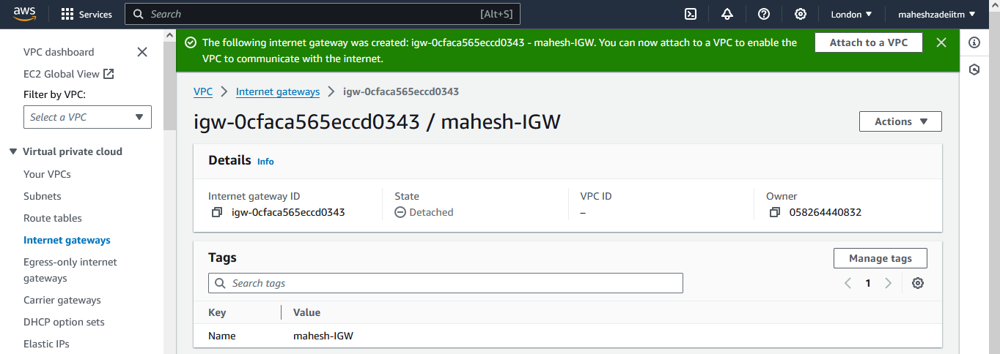 aws
Services
Search
[Alt+S]
London
maheshzadeiitm
VPC dashboard
EC2 Global View
Filter by VPC:
Select a VPC
Virtual private cloud
Your VPCs
Subnets
Route tables
Internet gateways
Egress-only internet
gateways
Carrier gateways
DHCP option sets
Elastic IPs
The following internet gateway was created: igw-0cfaca565eccd0343 - mahesh-IGW. You can now attach to a VPC to enable the
VPC to communicate with the internet.
Attach to a VPC
VPC > Internet gateways > igw-0cfaca565eccd0343
igw-0cfaca565eccd0343 / mahesh-IGW
Actions
Details Info
Internet gateway ID
igw-0cfaca565eccd0343
State
Detached
VPC ID
–
Owner
058264440832
Tags
Manage tags
Search tags
1
Key
Value
Name
mahesh-IGW